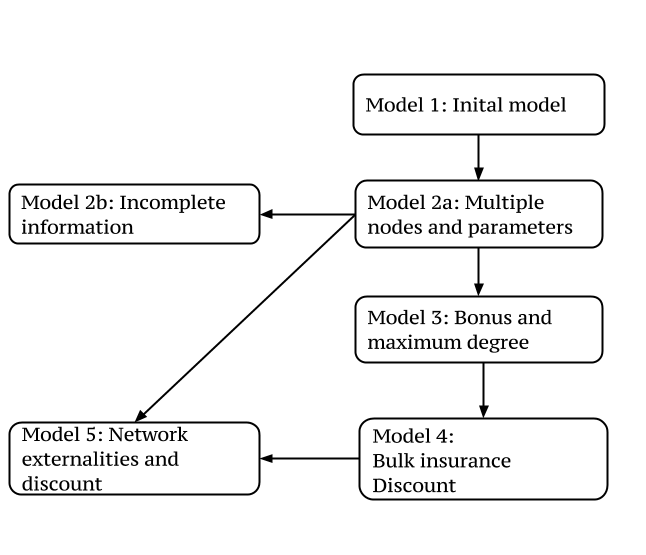 Model 1: Inital model
Model 2b: Incomplete
information
Model 2a: Multiple
nodes and parameters
Model 3: Bonus and
maximum degree
Model 5: Network
externalities and
discount
Model 4:
Bulk insurance
Discount